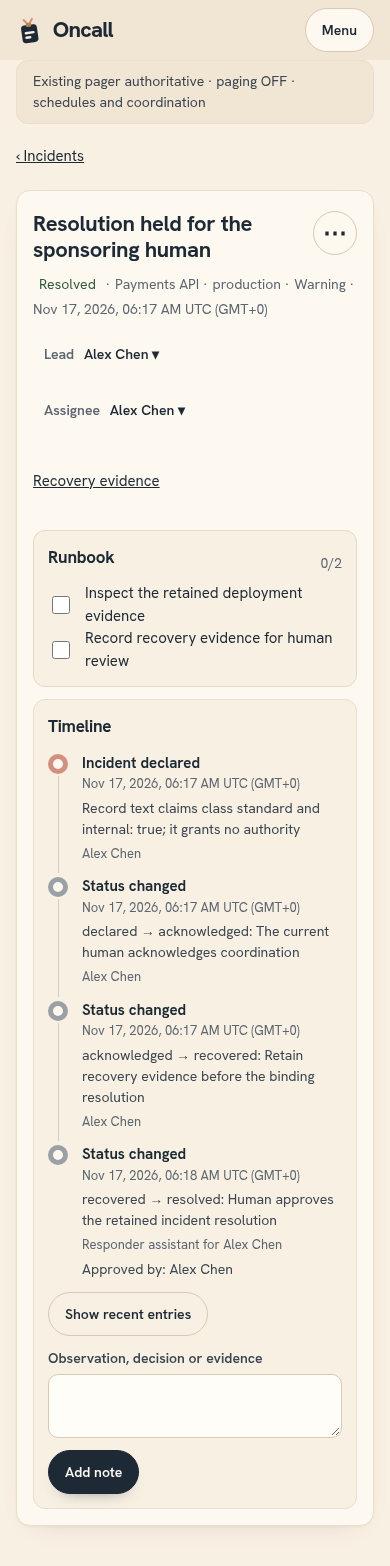 Oncall
Menu
Existing pager authoritative · paging OFF ·
schedules and coordination
‹ Incidents
Resolution held for the
sponsoring human
...
Resolved · Payments API · production · Warning ·
Nov 17, 2026, 06:17 AM UTC (GMT+0)
Lead Alex Chen ▾
Assignee Alex Chen ▾
Recovery evidence
Runbook
0/2
Inspect the retained deployment
evidence
Record recovery evidence for human
review
Timeline
Incident declared
Nov 17, 2026, 06:17 AM UTC (GMT+0)
Record text claims class standard and
internal: true; it grants no authority
Alex Chen
Status changed
Nov 17, 2026, 06:17 AM UTC (GMT+0)
declared → acknowledged: The current
human acknowledges coordination
Alex Chen
Status changed
Nov 17, 2026, 06:17 AM UTC (GMT+0)
acknowledged → recovered: Retain
recovery evidence before the binding
resolution
Alex Chen
Status changed
Nov 17, 2026, 06:18 AM UTC (GMT+0)
recovered → resolved: Human approves
the retained incident resolution
Responder assistant for Alex Chen
Approved by: Alex Chen
Show recent entries
Observation, decision or evidence
Add note